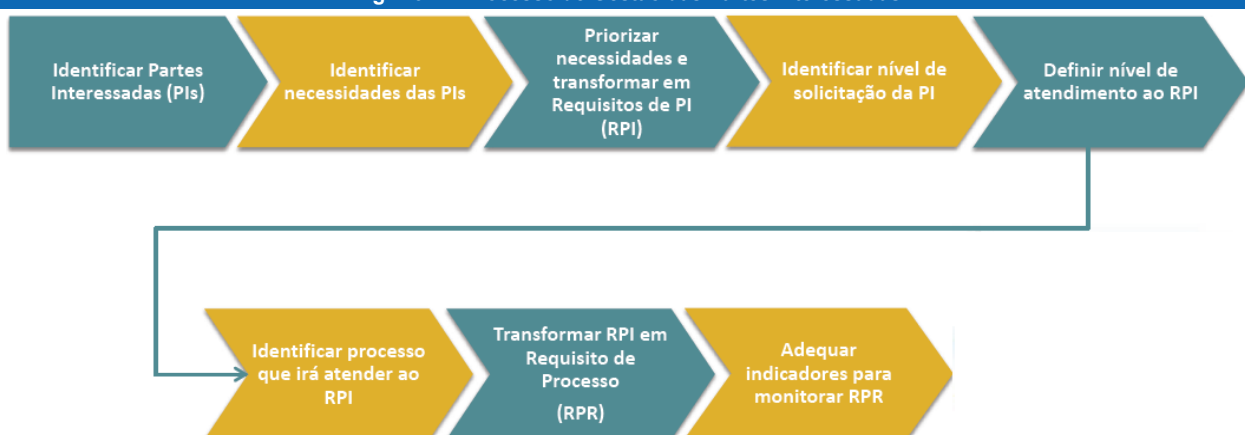 Identificar Partes
Interessadas (PIs)
Identificar
necessidades das PIs
Priorizar
necessidades e
transformar em
Requisitos de PI
(RPI)
Identificar nível de
solicitação da PI
Definir nível de
atendimento ao RPI
Identificar processo
que irá atender ao
RPI
Transformar RPI em
Requisito de
Processo
(RPR)
Adequar
indicadores para
monitorar RPR